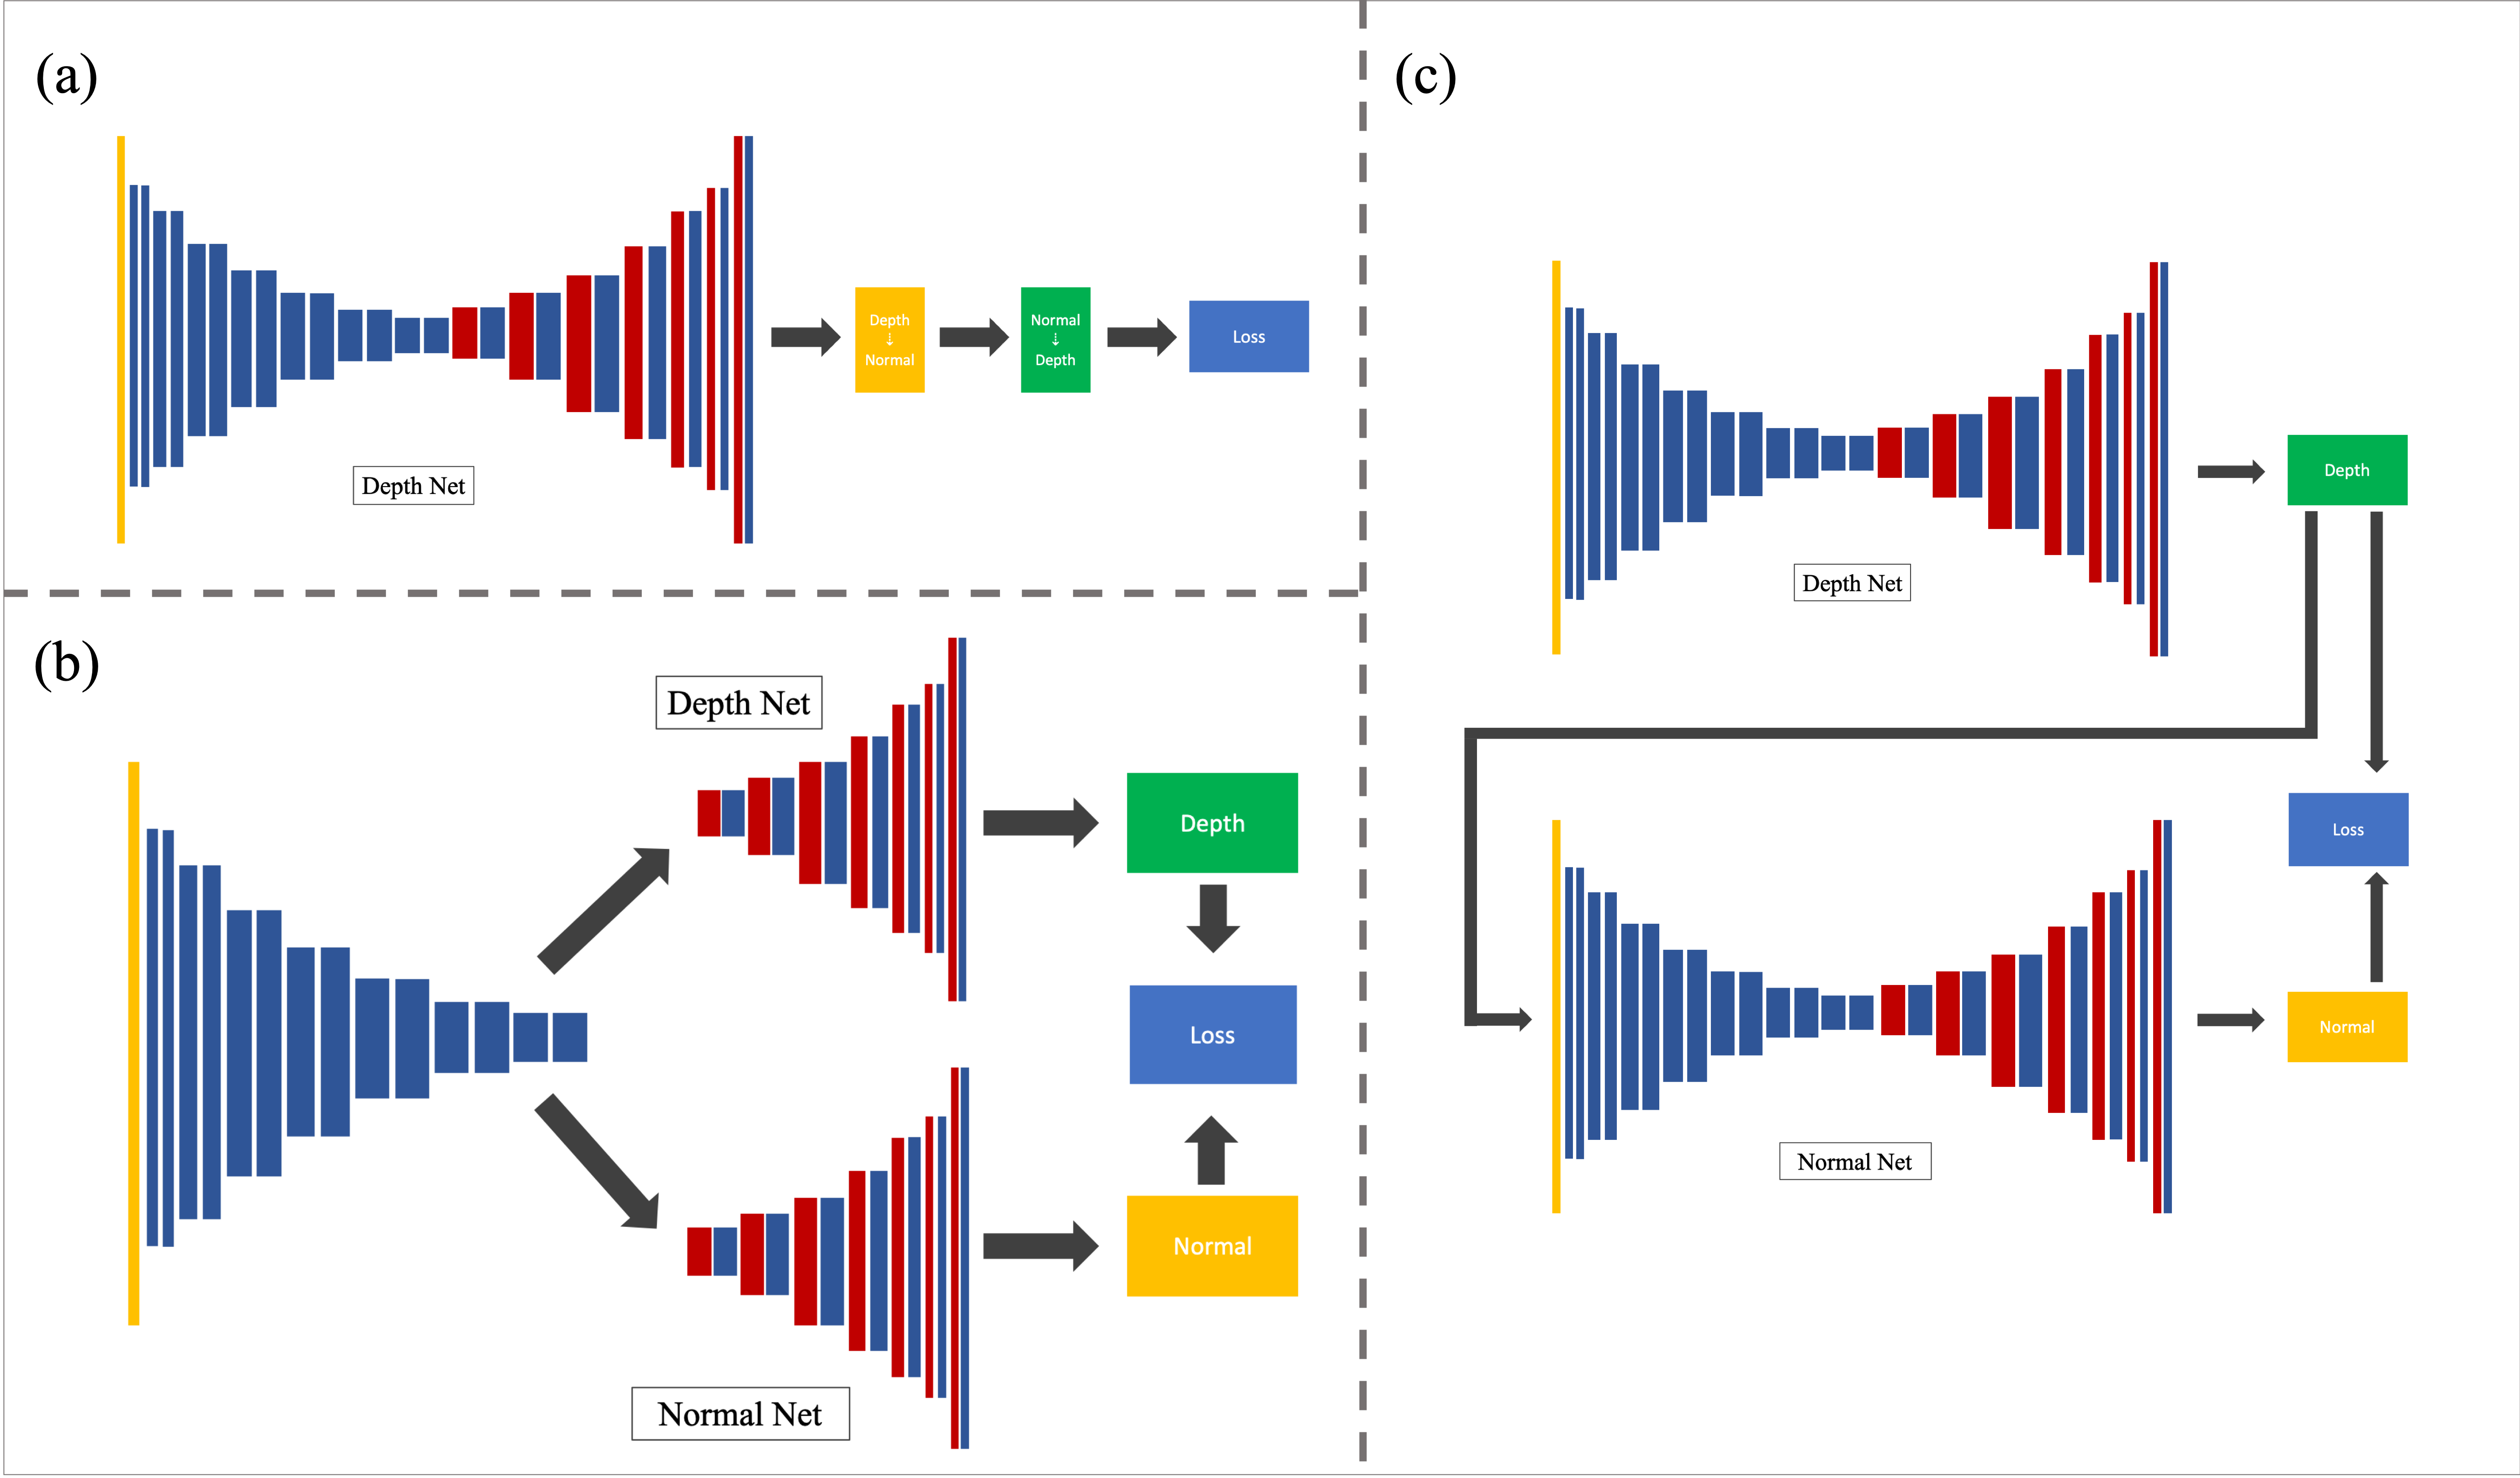 (a)
Depth
⇣
Normal
Normal
⇣
Depth
Loss
Depth Net
(b)
Depth Net
Depth
Loss
Normal
Normal Net
(c)
Depth
Depth Net
Loss
Normal
Normal Net